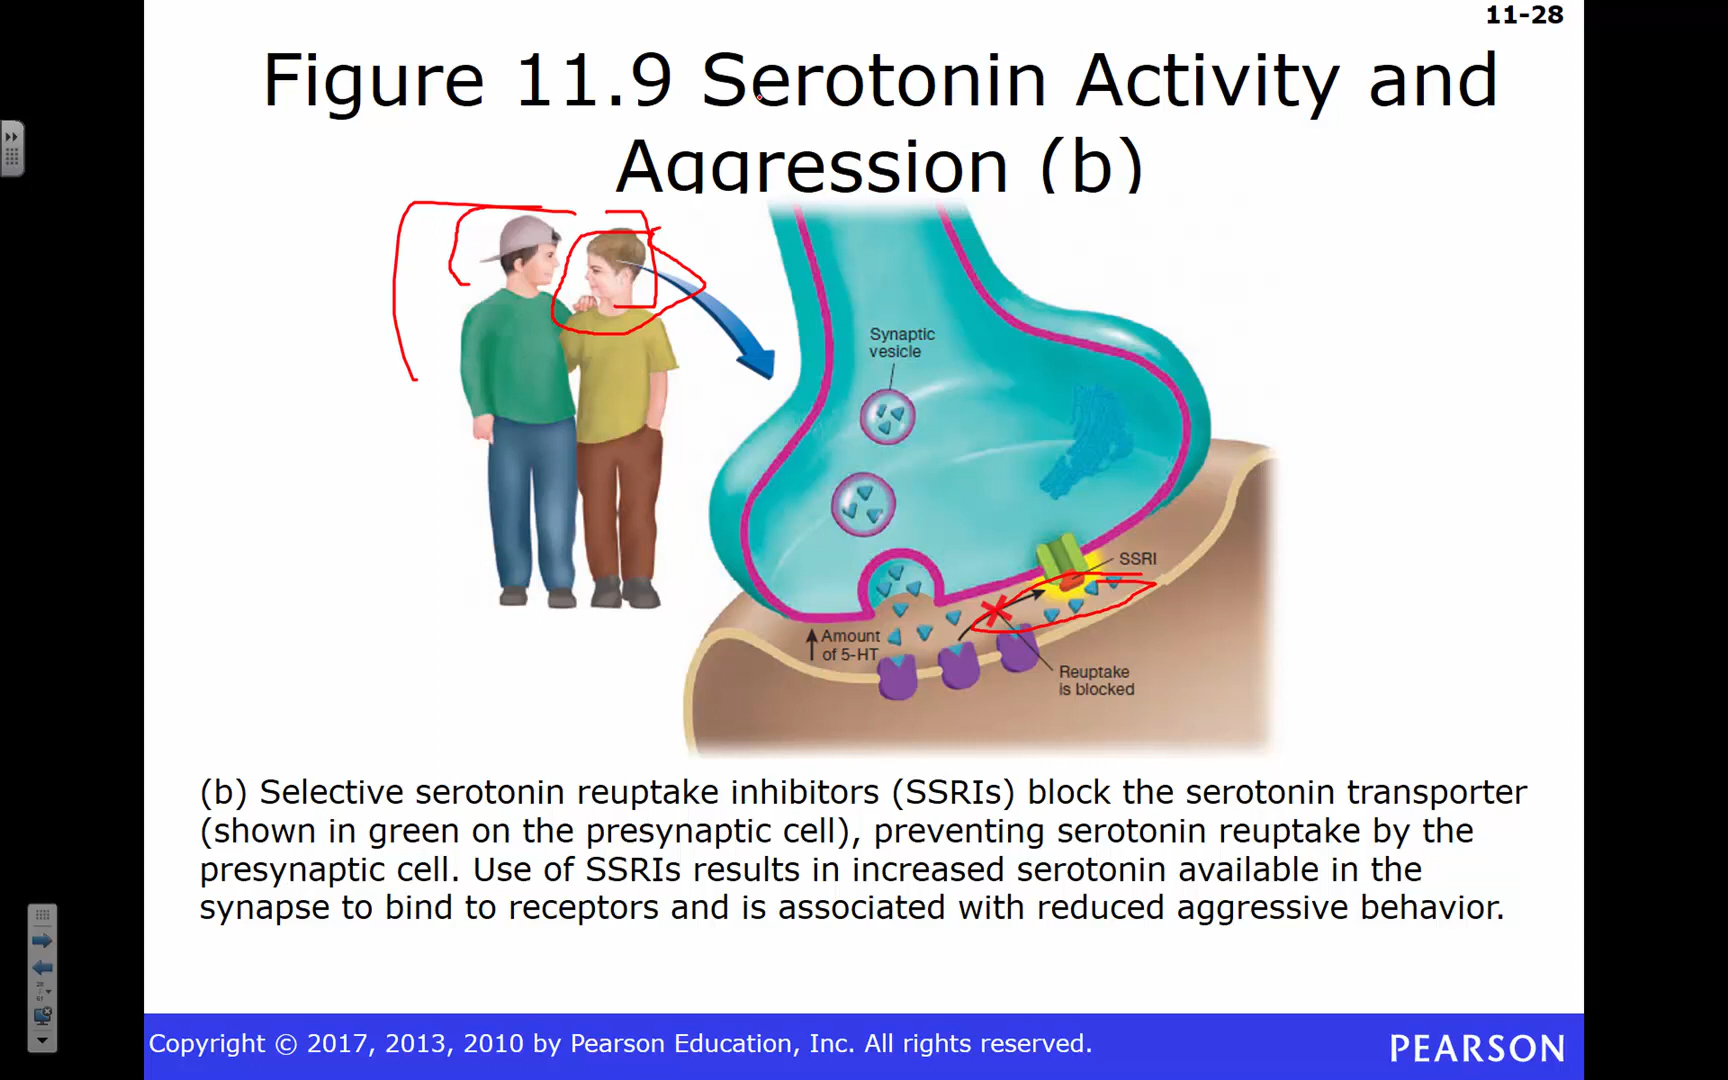 11-28
Figure 11.9 Serotonin Activity and
Aggression (b)
Synaptic
vesicle
SSRI
Amount
of 5-HT
Reuptake
is blocked
(b) Selective serotonin reuptake inhibitors (SSRIs) block the serotonin transporter
(shown in green on the presynaptic cell), preventing serotonin reuptake by the
presynaptic cell. Use of SSRIs results in increased serotonin available in the
synapse to bind to receptors and is associated with reduced aggressive behavior.
Copyright © 2017, 2013, 2010 by Pearson Education, Inc. All rights reserved.
PEARSON